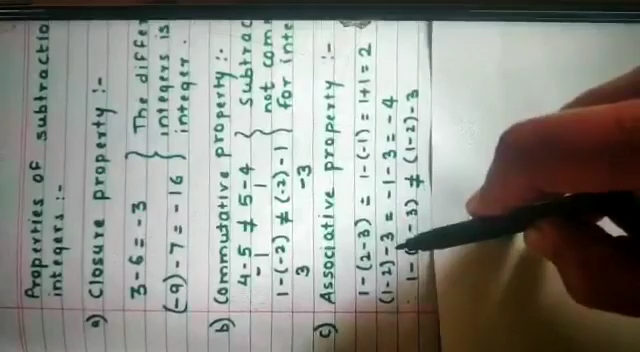 Properties of subtractio
integers :-
a) Closure property :-
3-6 = -3 } The differ
(-9)-7 = -16 } integers is
integer.
b) Commutative property :-
4-5 ≠ 5-4 } subtrac
-1 1 not com
1-(-2) ≠ (-2)-1 } for inte
3 -3
c) Associative property :-
1-(2-3) = 1-(-1) = 1+1 = 2
(1-2)-3 = -1-3 = -4
1-( -3) ≠ (1-2)-3